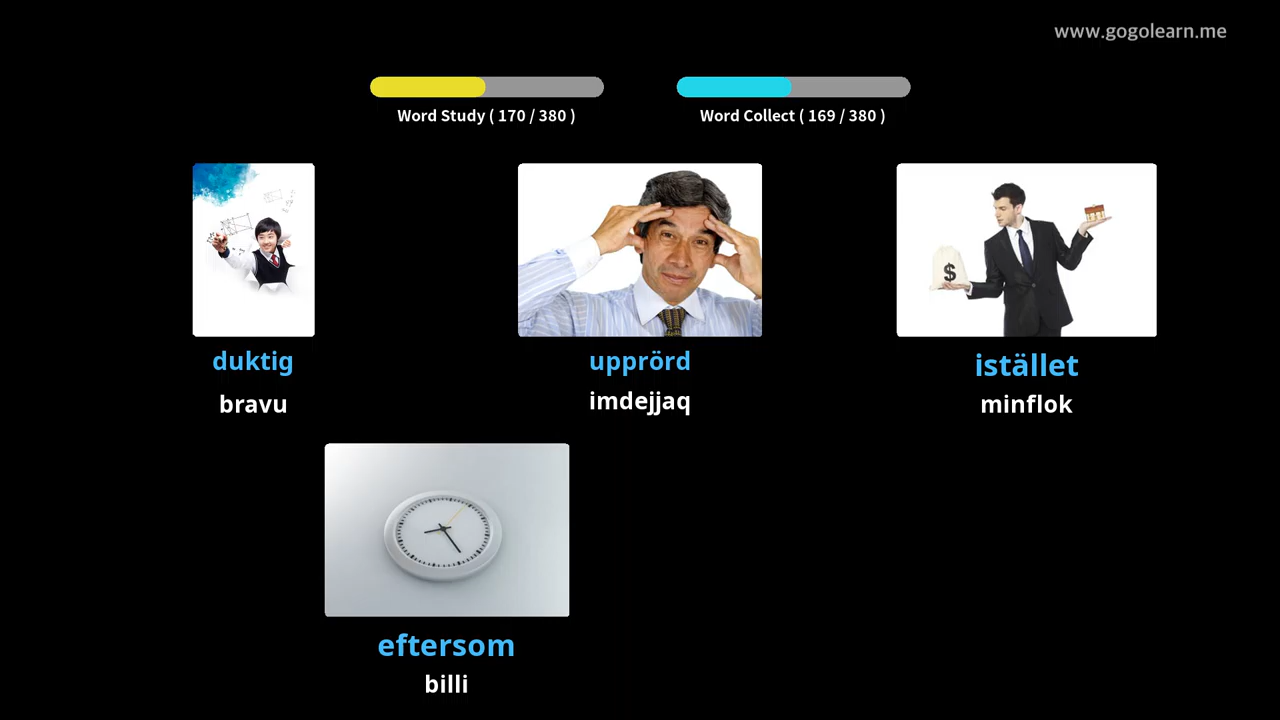 www.gogolearn.me
Word Study ( 170 / 380 )
Word Collect ( 169 / 380 )
$
duktig
upprörd
istället
bravu
imdejjaq
minflok
eftersom
billi